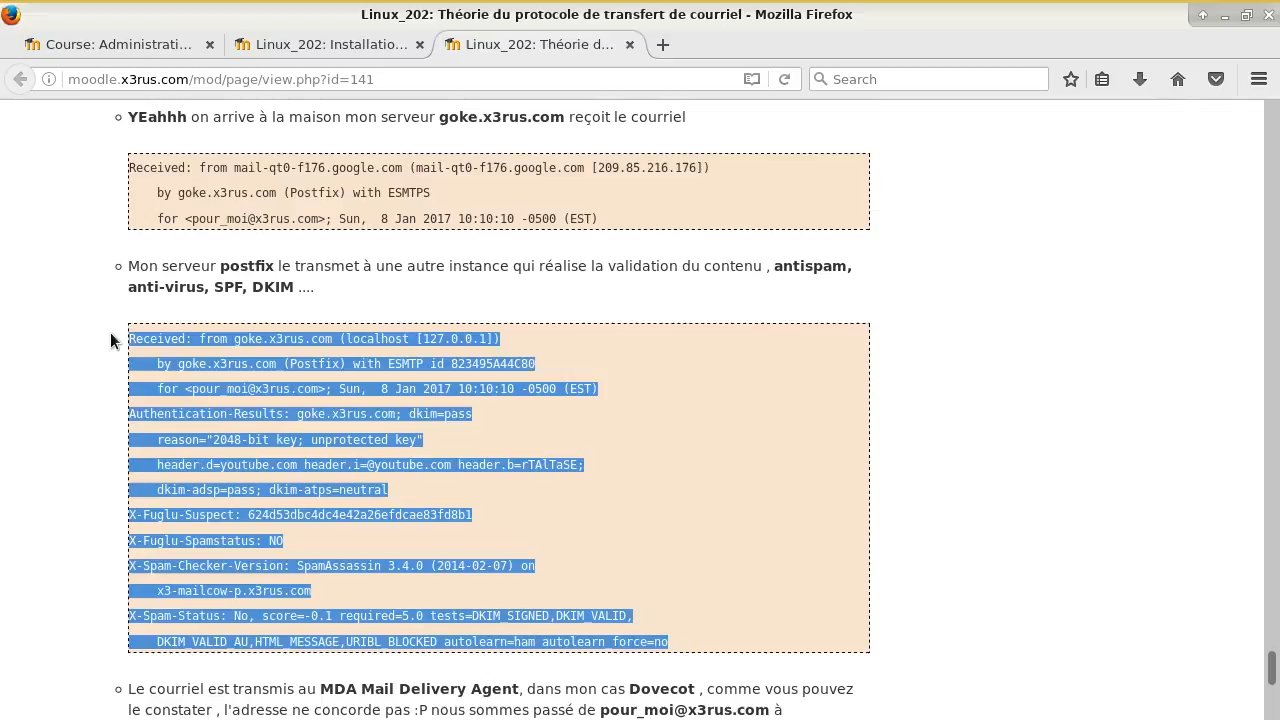 Linux_202: Théorie du protocole de transfert de courriel - Mozilla Firefox
Course: Administrati... Linux_202: Installatio... Linux_202: Théorie d...
moodle.x3rus.com/mod/page/view.php?id=141 Search
YEahhh on arrive à la maison mon serveur goke.x3rus.com reçoit le courriel
Received: from mail-qt0-f176.google.com (mail-qt0-f176.google.com [209.85.216.176])
by goke.x3rus.com (Postfix) with ESMTPS
for <pour_moi@x3rus.com>; Sun,  8 Jan 2017 10:10:10 -0500 (EST)
Mon serveur postfix le transmet à une autre instance qui réalise la validation du contenu , antispam,
anti-virus, SPF, DKIM ....
Received: from goke.x3rus.com (localhost [127.0.0.1])
by goke.x3rus.com (Postfix) with ESMTP id 823495A44C80
for <pour_moi@x3rus.com>; Sun,  8 Jan 2017 10:10:10 -0500 (EST)
Authentication-Results: goke.x3rus.com; dkim=pass
reason="2048-bit key; unprotected key"
header.d=youtube.com header.i=@youtube.com header.b=rTAlTaSE;
dkim-adsp=pass; dkim-atps=neutral
X-Fuglu-Suspect: 624d53dbc4dc4e42a26efdcae83fd8b1
X-Fuglu-Spamstatus: NO
X-Spam-Checker-Version: SpamAssassin 3.4.0 (2014-02-07) on
x3-mailcow-p.x3rus.com
X-Spam-Status: No, score=-0.1 required=5.0 tests=DKIM_SIGNED,DKIM_VALID,
DKIM_VALID_AU,HTML_MESSAGE,URIBL_BLOCKED autolearn=ham autolearn_force=no
Le courriel est transmis au MDA Mail Delivery Agent, dans mon cas Dovecot , comme vous pouvez
le constater , l'adresse ne concorde pas :P nous sommes passé de pour_moi@x3rus.com à